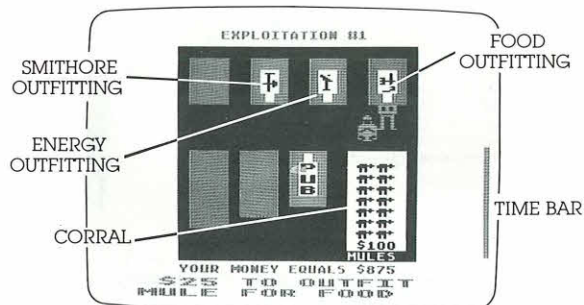 EXPLOITATION #1
SMITHORE
OUTFITTING
FOOD
OUTFITTING
ENERGY
OUTFITTING
PUB
CORRAL
TIME BAR
$100
MULES
YOUR MONEY EQUALS $875
$25 TO OUTFIT
MULE FOR FOOD